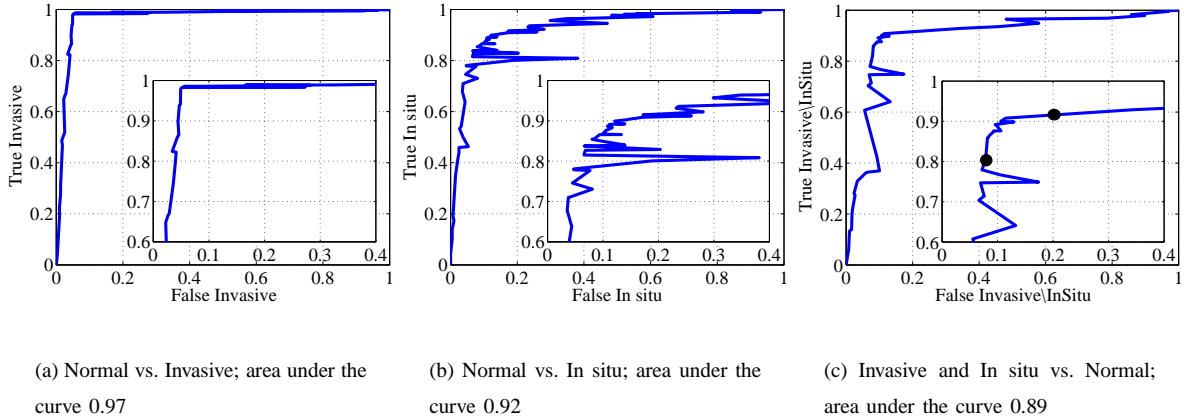 1
0.8
0.6
0.4
0.2
0
0 0.2 0.4 0.6 0.8 1
True Invasive
False Invasive
1
0.9
0.8
0.7
0.6
0 0.1 0.2 0.3 0.4
1
0.8
0.6
0.4
0.2
0
0 0.2 0.4 0.6 0.8 1
True In situ
False In situ
1
0.9
0.8
0.7
0.6
0 0.1 0.2 0.3 0.4
1
0.8
0.6
0.4
0.2
0
0 0.2 0.4 0.6 0.8 1
True Invasive\InSitu
False Invasive\InSitu
1
0.9
0.8
0.7
0.6
0 0.1 0.2 0.3 0.4
(a) Normal vs. Invasive; area under the
curve 0.97
(b) Normal vs. In situ; area under the
curve 0.92
(c) Invasive and In situ vs. Normal;
area under the curve 0.89